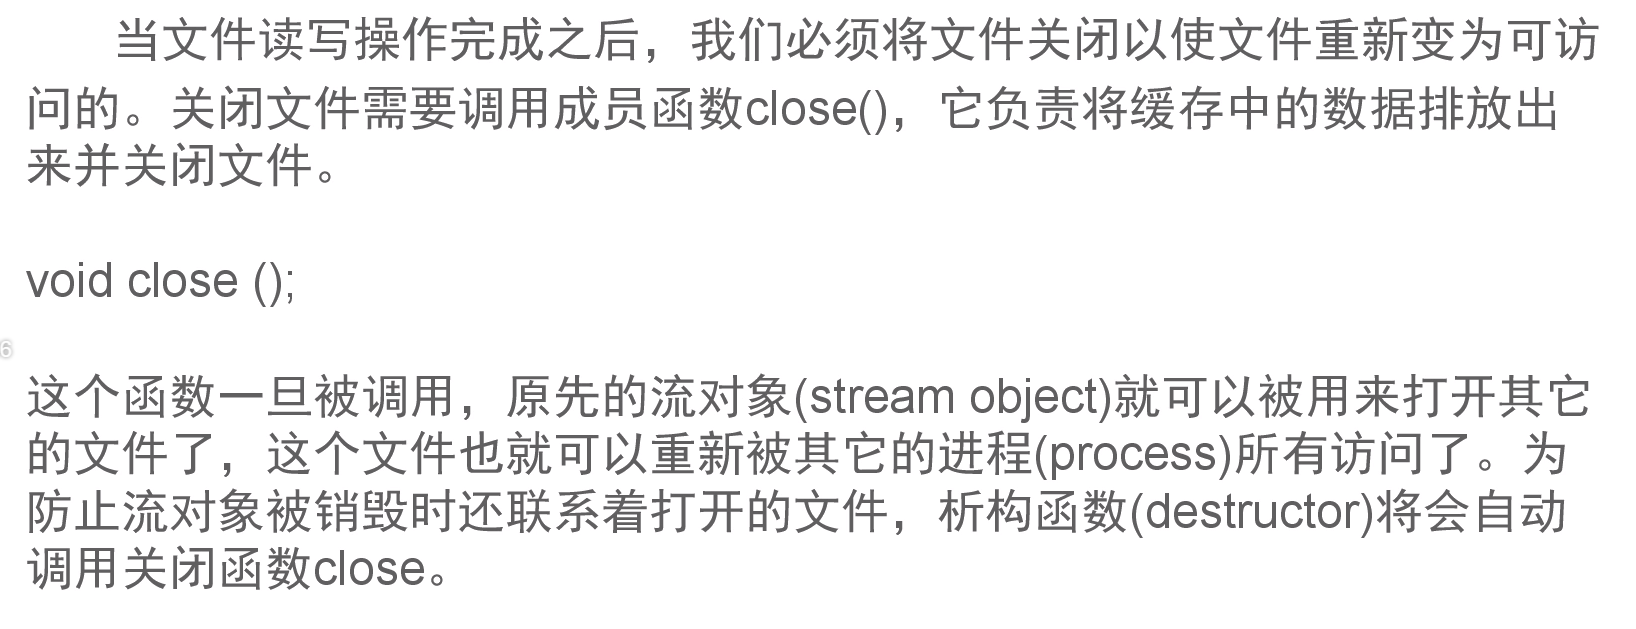 当文件读写操作完成之后，我们必须将文件关闭以使文件重新变为可访
问的。关闭文件需要调用成员函数close()，它负责将缓存中的数据排放出
来并关闭文件。
void close ();
6
这个函数一旦被调用，原先的流对象(stream object)就可以被用来打开其它
的文件了，这个文件也就可以重新被其它的进程(process)所有访问了。为
防止流对象被销毁时还联系着打开的文件，析构函数(destructor)将会自动
调用关闭函数close。